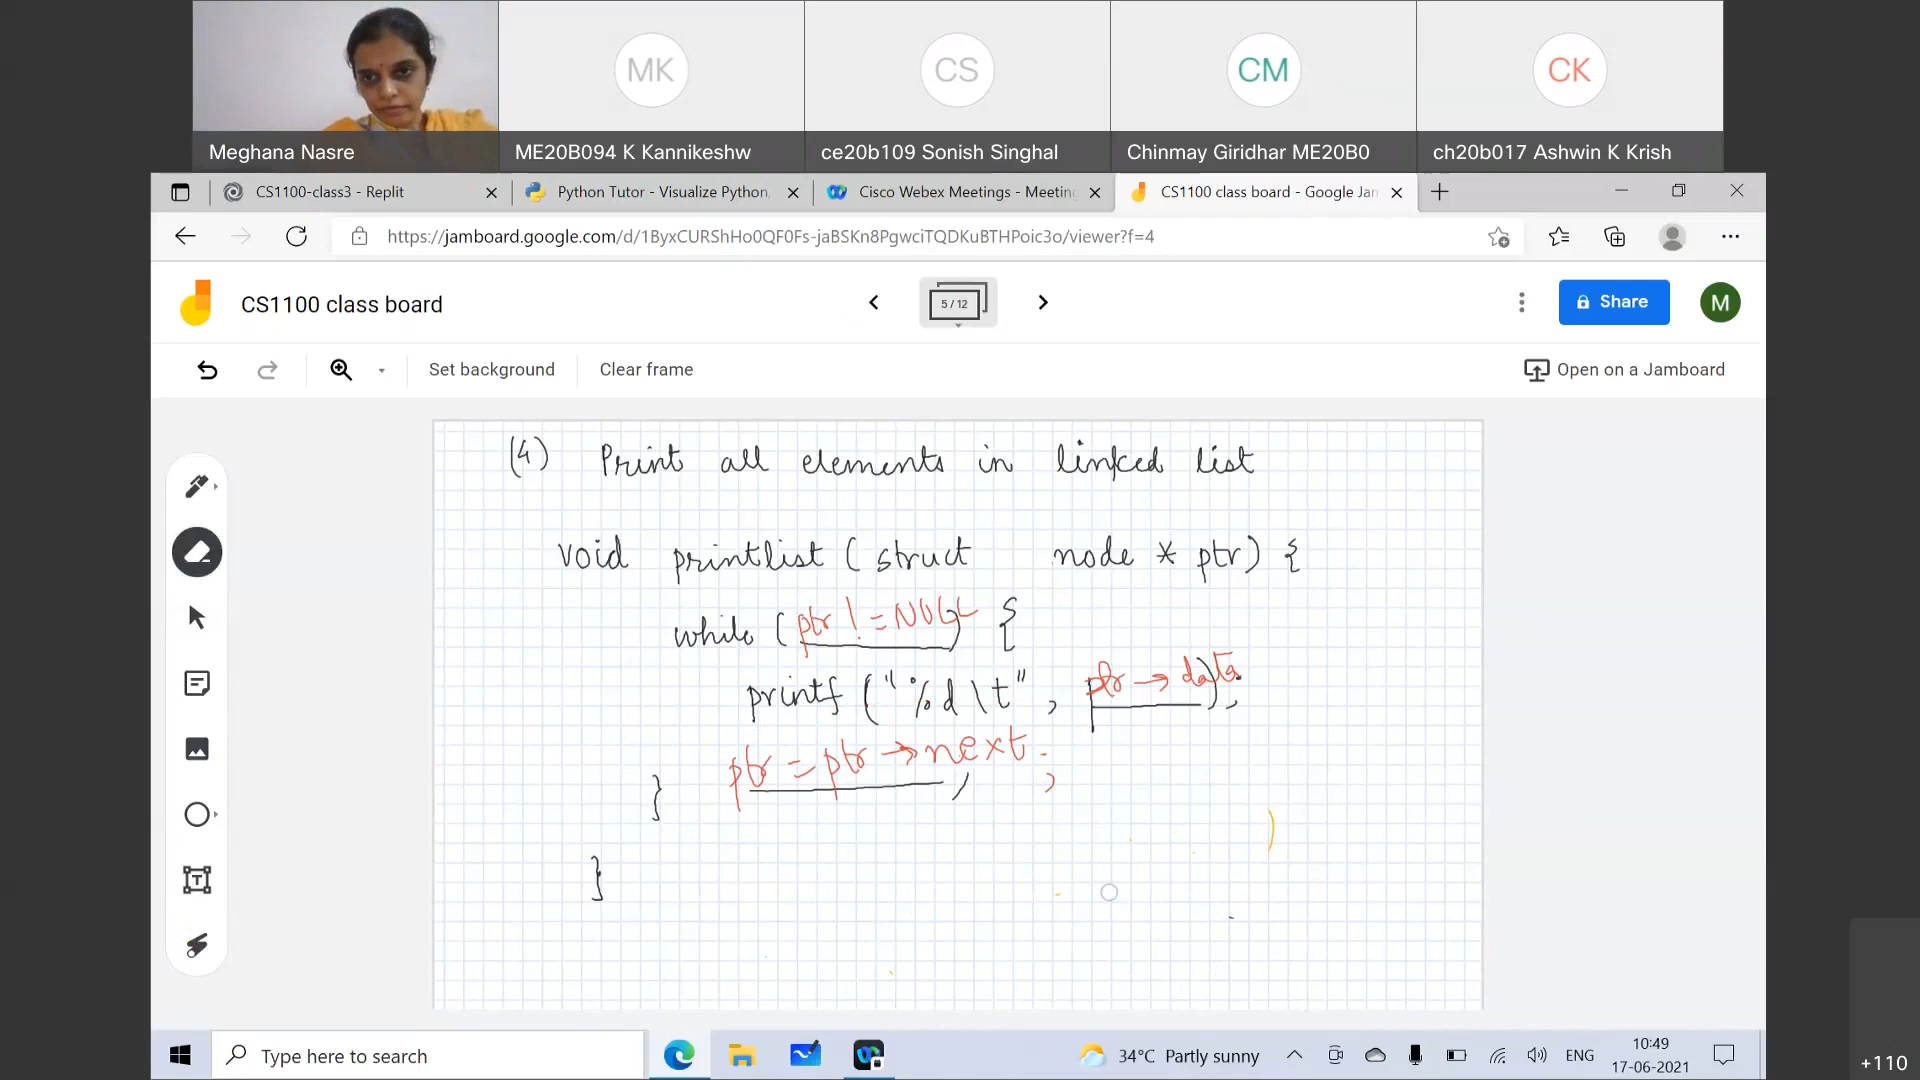 MK
CS
CM
CK
Meghana Nasre
ME20B094 K Kannikeshw
ce20b109 Sonish Singhal
Chinmay Giridhar ME20B0
ch20b017 Ashwin K Krish
CS1100-class3 - Replit
Python Tutor - Visualize Python,
Cisco Webex Meetings - Meetin
CS1100 class board - Google Jan
https://jamboard.google.com/d/1ByxCURShHo0QF0Fs-jaBSKn8PgwciTQDKuBTHPoic3o/viewer?f=4
CS1100 class board
5 / 12
Share
M
Set background
Clear frame
Open on a Jamboard
(4) Print all elements in linked list
void printlist ( struct node * ptr) {
while ( ptr != NULL ) {
printf ( " %d \t " , ptr → data ) ;
ptr = ptr → next ;
}
}
Type here to search
34°C Partly sunny
ENG
10:49
17-06-2021
+110